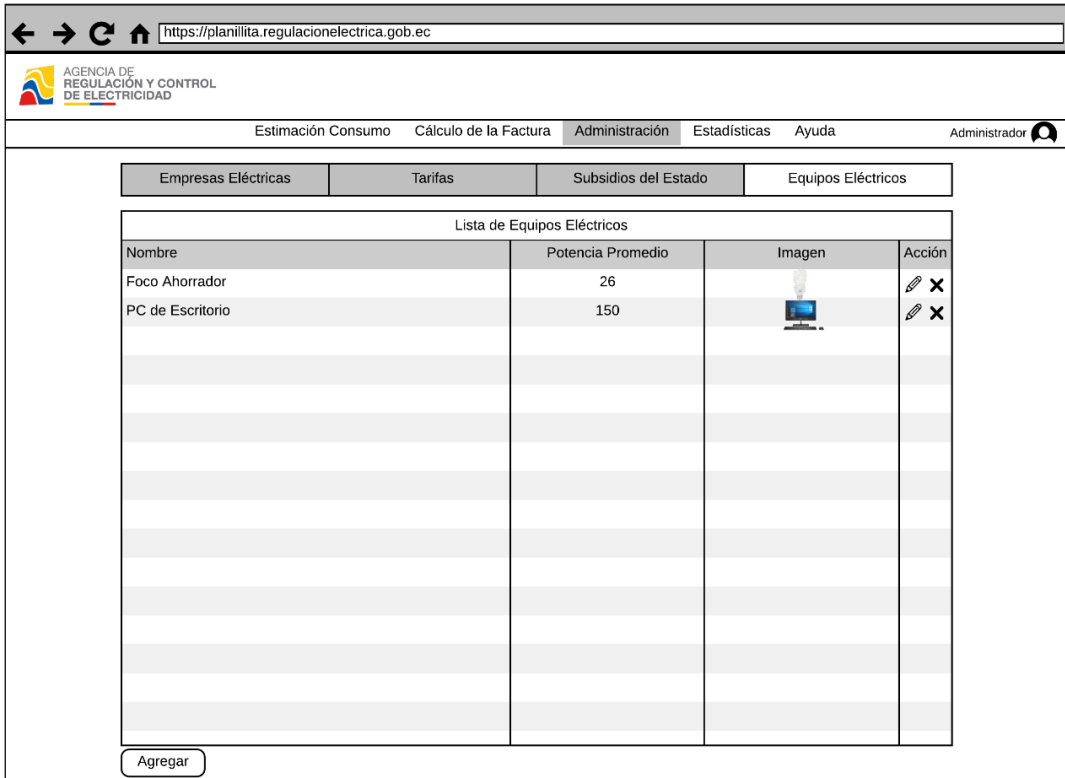 https://planillita.regulacionelectrica.gob.ec
AGENCIA DE
REGULACIÓN Y CONTROL
DE ELECTRICIDAD
Estimación Consumo Cálculo de la Factura Administración Estadísticas Ayuda Administrador
Empresas Eléctricas Tarifas Subsidios del Estado Equipos Eléctricos
Lista de Equipos Eléctricos
Nombre Potencia Promedio Imagen Acción
Foco Ahorrador 26
PC de Escritorio 150
Agregar